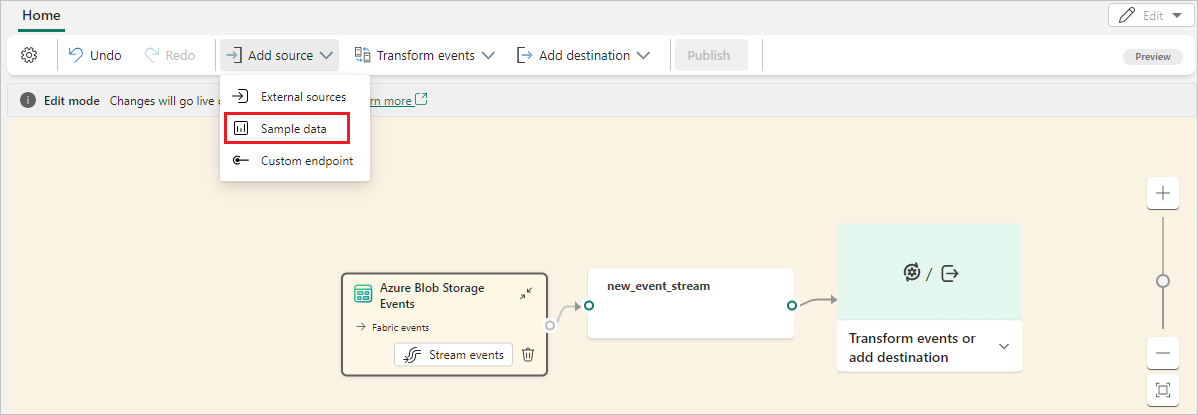 Home
Edit
Undo
Redo
Add source
Transform events
Add destination
Publish
Preview
External sources
Sample data
Custom endpoint
Edit mode Changes will go live
more
Azure Blob Storage
Events
Fabric events
Stream events
new_event_stream
/
Transform events or
add destination